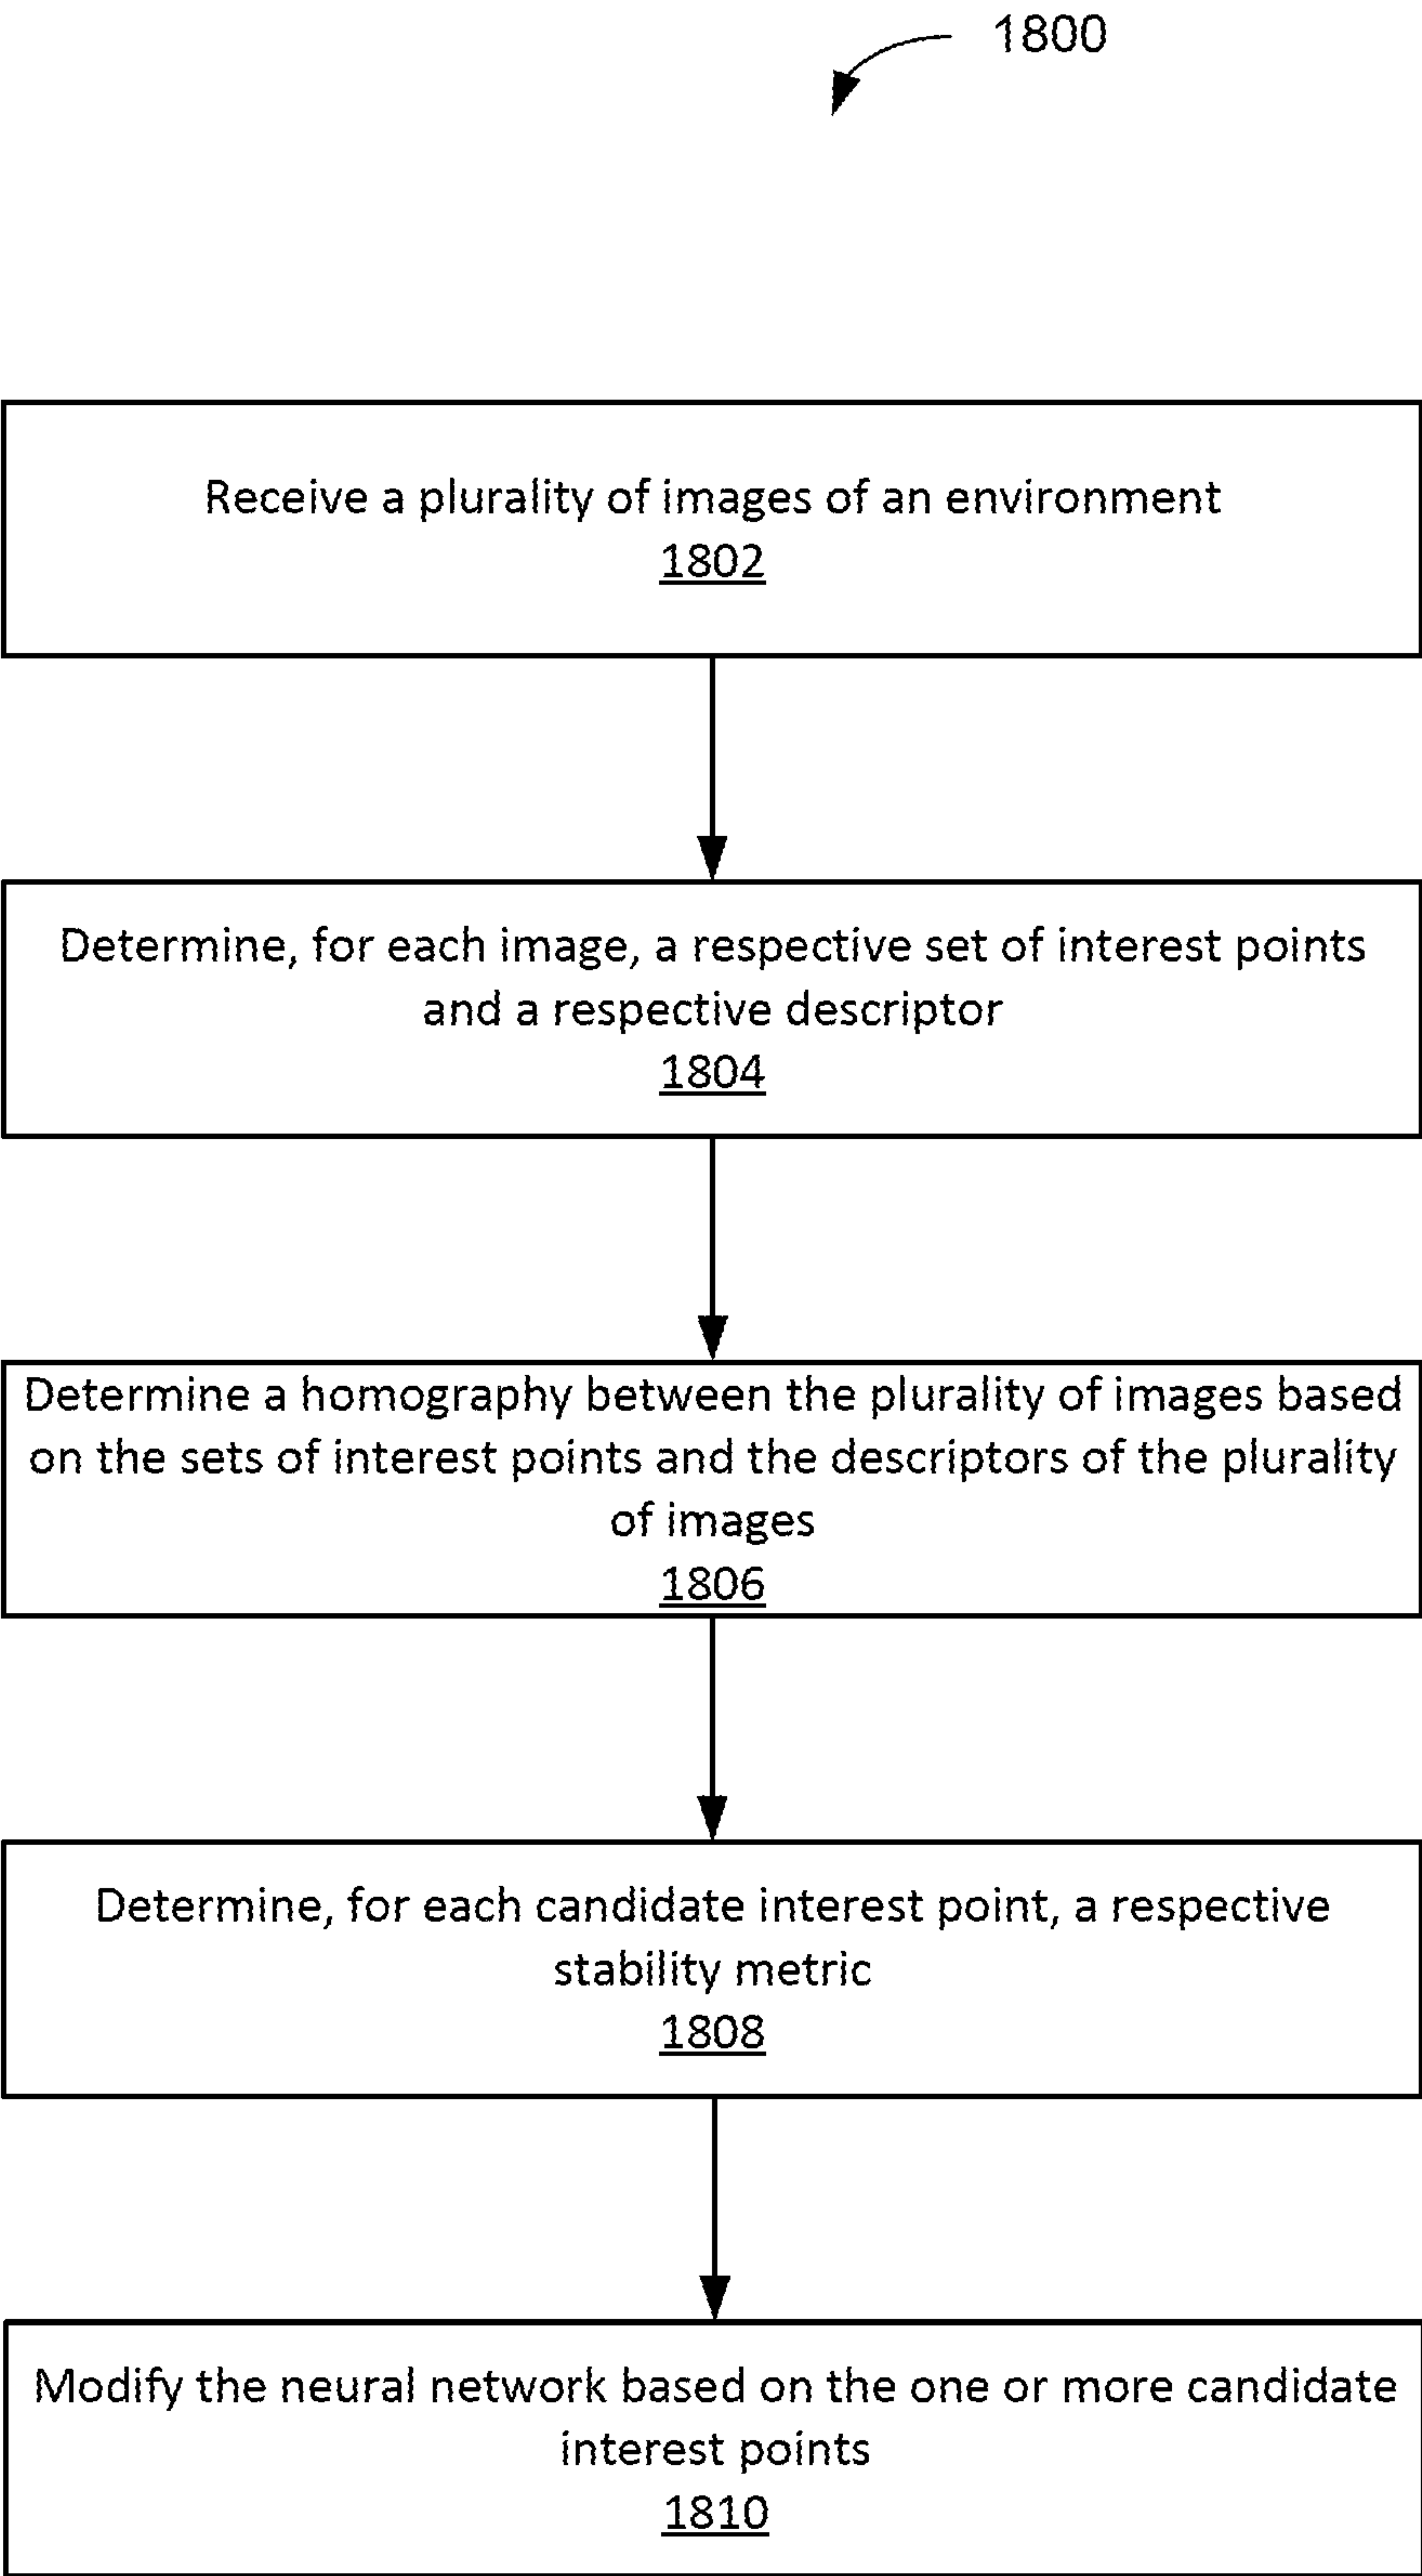 1800
Receive a plurality of images of an environment
1802
Determine, for each image, a respective set of interest points
and a respective descriptor
1804
Determine a homography between the plurality of images based
on the sets of interest points and the descriptors of the plurality
of images
1806
Determine, for each candidate interest point, a respective
stability metric
1808
Modify the neural network based on the one or more candidate
interest points
1810